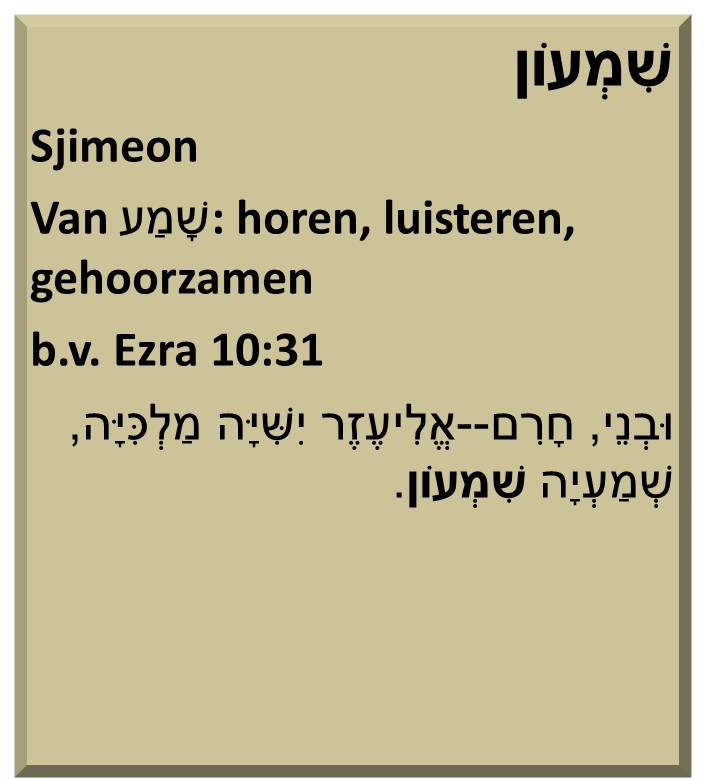 שִׁמְעוֹן
Sjimeon
Van שָׁמַע: horen, luisteren,
gehoorzamen
b.v. Ezra 10:31
וּבְנֵי, חָרִם--אֱלִיעֶזֶר יִשִּׁיָּה מַלְכִּיָּה,
שְׁמַעְיָה שִׁמְעוֹן.